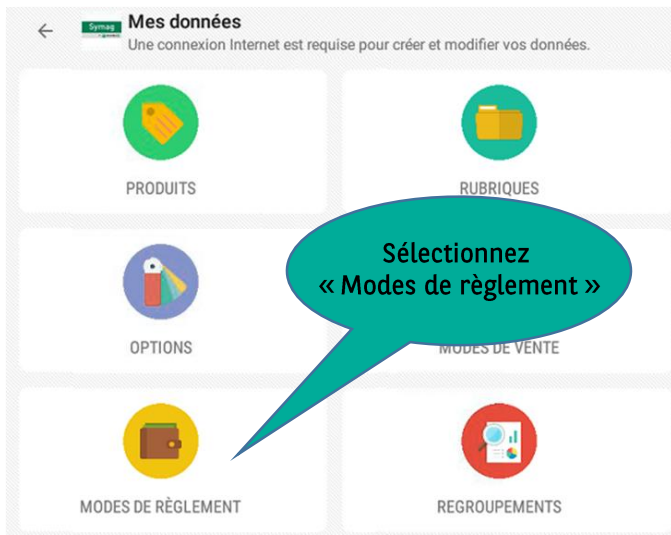 Symag
Mes données
Une connexion Internet est requise pour créer et modifier vos données.
PRODUITS
RUBRIQUES
Sélectionnez
« Modes de règlement »
OPTIONS
MODES DE VENTE
MODES DE RÈGLEMENT
REGROUPEMENTS